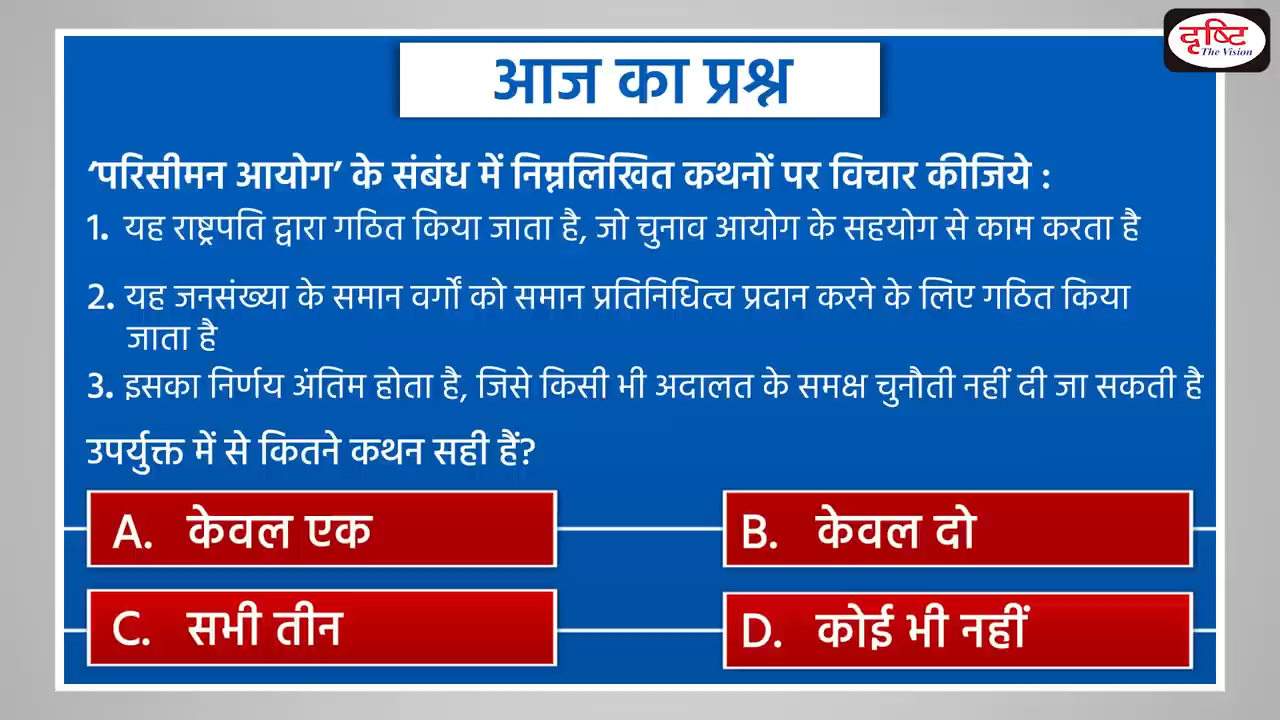 दृष्टि
The Vision
आज का प्रश्न
‘परिसीमन आयोग’ के संबंध में निम्नलिखित कथनों पर विचार कीजिये :
1. यह राष्ट्रपति द्वारा गठित किया जाता है, जो चुनाव आयोग के सहयोग से काम करता है
2. यह जनसंख्या के समान वर्गों को समान प्रतिनिधित्व प्रदान करने के लिए गठित किया
जाता है
3. इसका निर्णय अंतिम होता है, जिसे किसी भी अदालत के समक्ष चुनौती नहीं दी जा सकती है
उपर्युक्त में से कितने कथन सही हैं?
A. केवल एक
B. केवल दो
C. सभी तीन
D. कोई भी नहीं